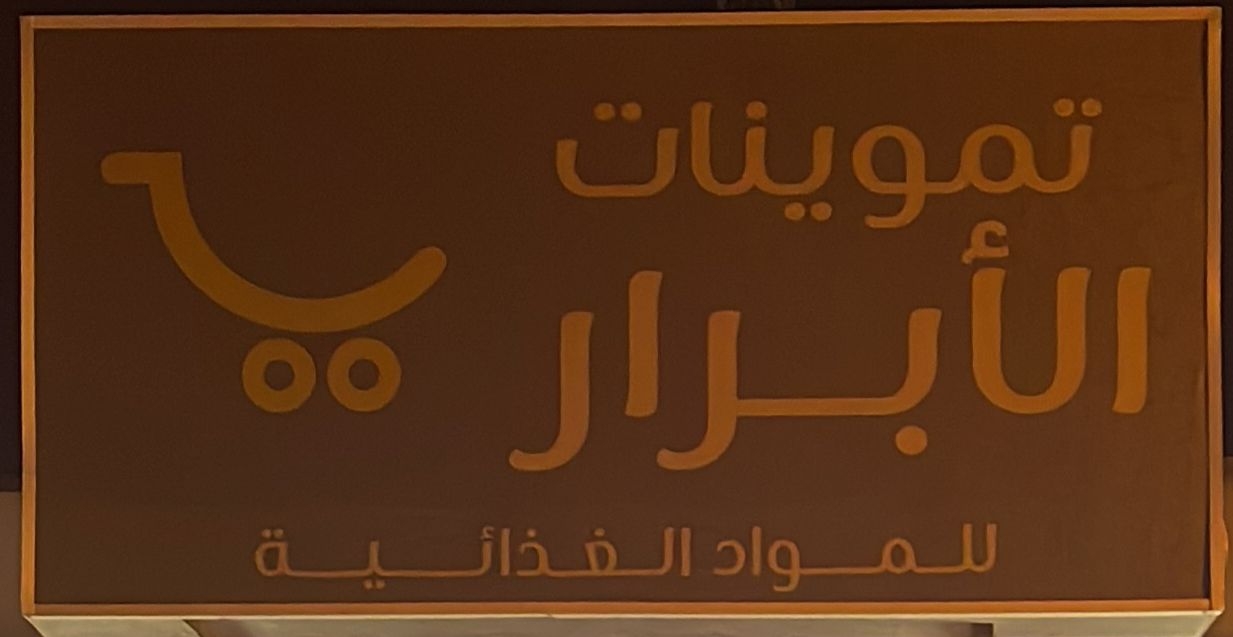 تموينات
الأبرار
للمواد الغذائية